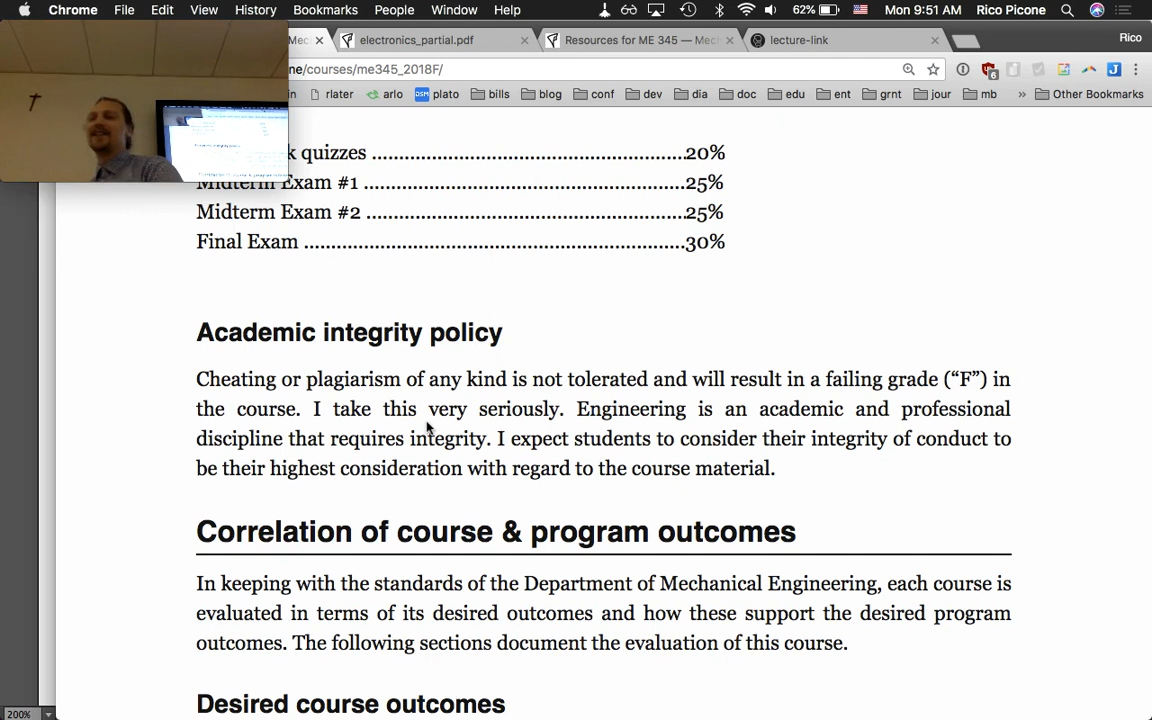 Chrome File Edit View History Bookmarks People Window Help 62% Mon 9:51 AM Rico Picone
electronics_partial.pdf Resources for ME 345 — Mech lecture-link Rico
ne/courses/me345_2018F/
rlater arlo DSM plato bills blog conf dev dia doc edu ent grnt jour mb » Other Bookmarks
k quizzes ........................................................20%
Midterm Exam #1 ........................................................25%
Midterm Exam #2 ........................................................25%
Final Exam ..................................................................30%
Academic integrity policy
Cheating or plagiarism of any kind is not tolerated and will result in a failing grade (“F”) in
the course. I take this very seriously. Engineering is an academic and professional
discipline that requires integrity. I expect students to consider their integrity of conduct to
be their highest consideration with regard to the course material.
Correlation of course & program outcomes
In keeping with the standards of the Department of Mechanical Engineering, each course is
evaluated in terms of its desired outcomes and how these support the desired program
outcomes. The following sections document the evaluation of this course.
Desired course outcomes
200%